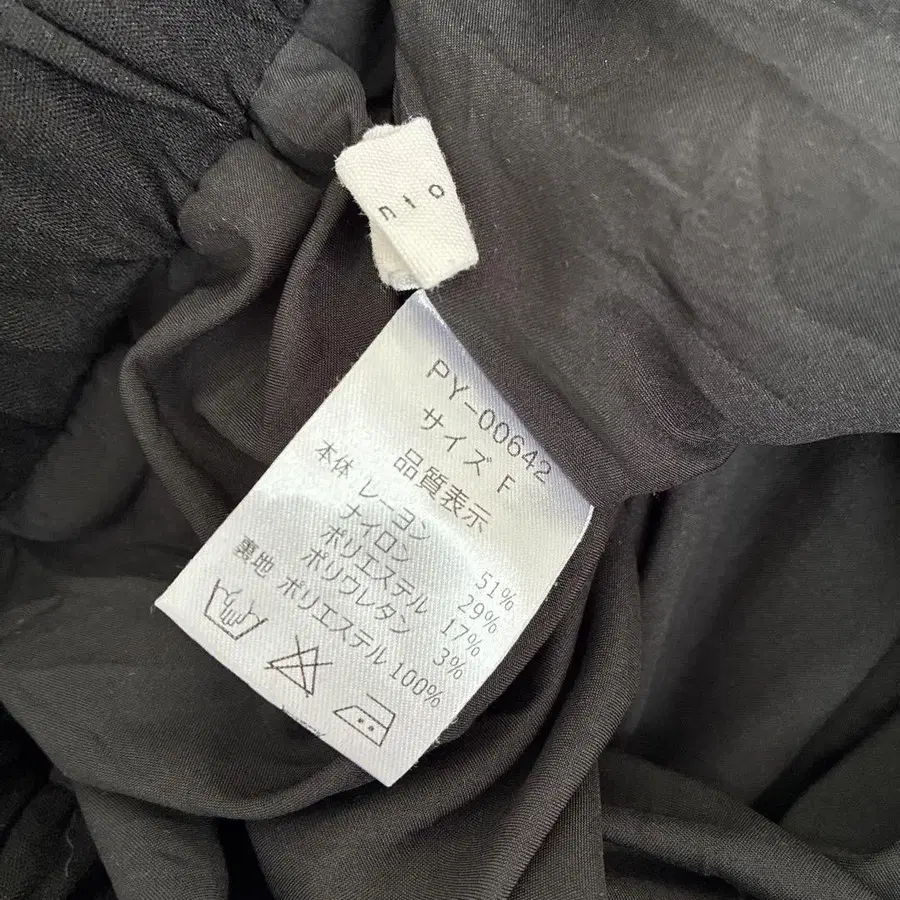 nto
PY-00642
サイズ F
品質表示
本体 レーヨン 51%
ナイロン 29%
ポリエステル 17%
ポリウレタン 3%
裏地 ポリエステル 100%